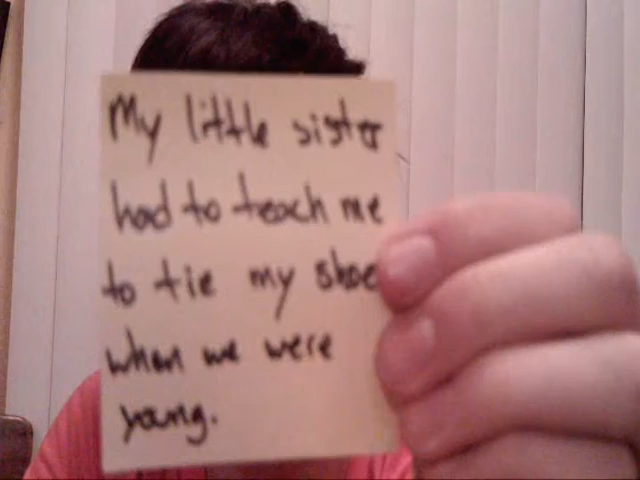 My little sister
had to teach me
to tie my shoe
when we were
young.